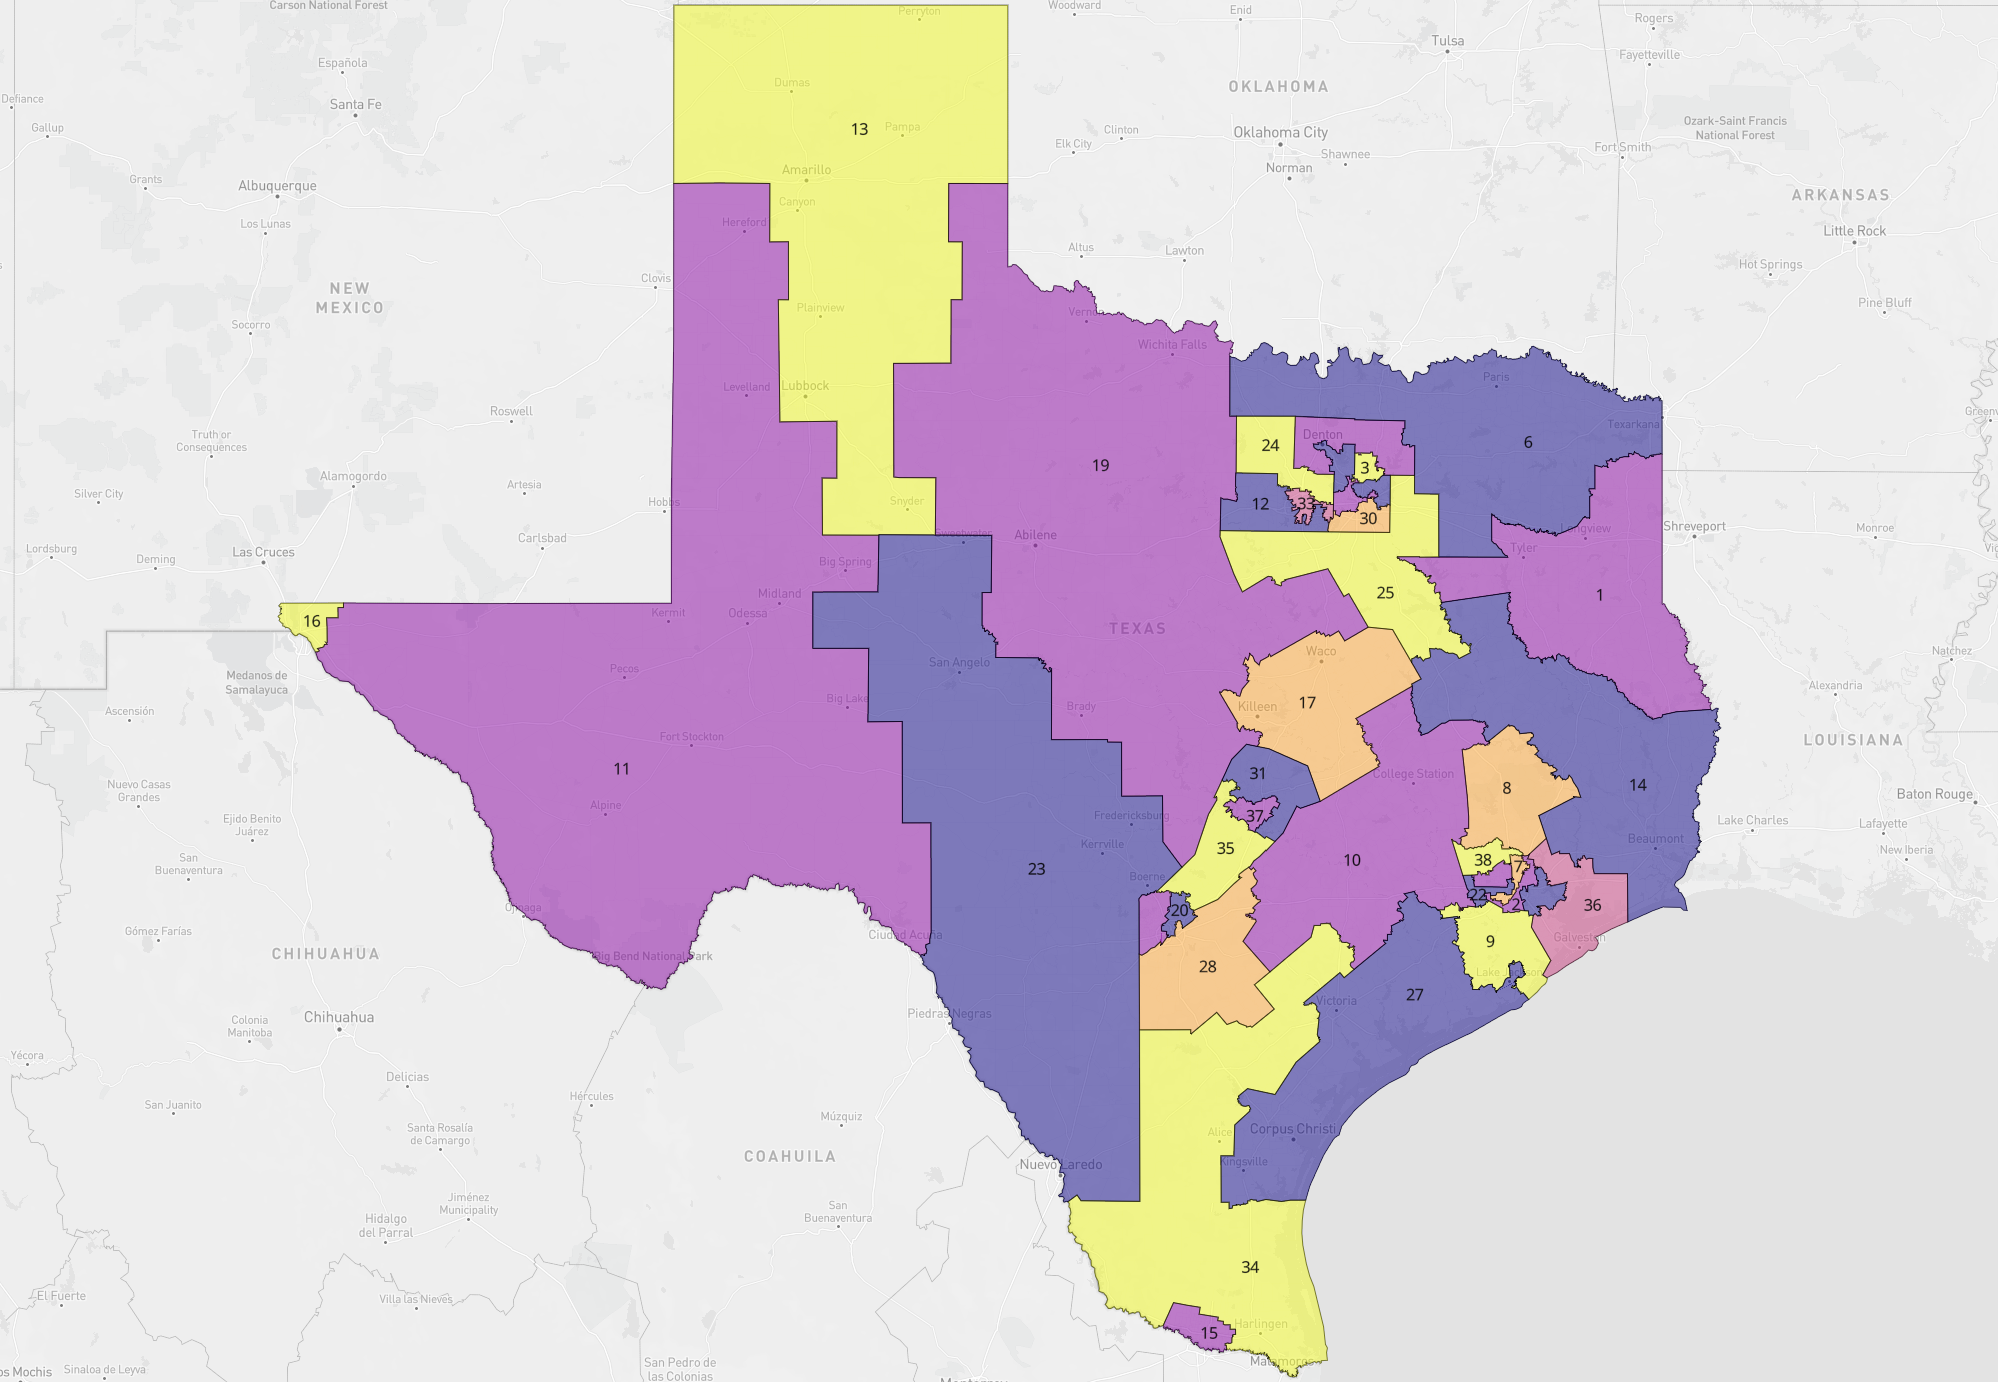 Carson National Forest
Perryton
Woodward
Enid
Rogers
Tulsa
Fayetteville
Española
Dumas
OKLAHOMA
Defiance
Santa Fe
Gallup
13
Pampa
Clinton
Oklahoma City
Ozark-Saint Francis
National Forest
Elk City
Shawnee
Fort Smith
Amarillo
Norman
Grants
Albuquerque
ARKANSAS
Canyon
Los Lunas
Hereford
Little Rock
Altus
Lawton
Hot Springs
Clovis
NEW
MEXICO
Plainview
Vernon
Pine Bluff
Socorro
Wichita Falls
Levelland
Lubbock
Paris
Roswell
Texarkana
Truth or
Consequences
Denton
6
24
19
3
Alamogordo
Artesia
Silver City
Hobbs
Snyder
12
33
30
Longview
Shreveport
Monroe
Sweetwater
Abilene
Carlsbad
Lordsburg
Deming
Las Cruces
Tyler
Big Spring
Midland
Kermit
Odessa
25
1
16
TEXAS
Waco
Natchez
San Angelo
Pecos
Medanos de
Samalayuca
Alexandria
Big Lake
Brady
Killeen
17
Ascensión
Fort Stockton
LOUISIANA
11
31
College Station
Nuevo Casas
Grandes
8
14
Baton Rouge
Alpine
Fredericksburg
37
Ejido Benito
Juárez
Lake Charles
Lafayette
Beaumont
Kerrville
35
New Iberia
San
Buenaventura
23
10
38
7
Boerne
22
2
36
Ojinaga
20
Gómez Farías
Ciudad Acuña
9
Galveston
CHIHUAHUA
Big Bend National Park
28
Lake Jackson
27
Victoria
Piedras Negras
Chihuahua
Colonia
Manitoba
Yécora
Delicias
Hércules
San Juanito
Múzquiz
Santa Rosalía
de Camargo
Alice
Corpus Christi
COAHUILA
Nuevo Laredo
Kingsville
Jiménez
Municipality
San
Buenaventura
Hidalgo
del Parral
34
El Fuerte
Villa las Nieves
15
Harlingen
Matamoros
San Pedro de
las Colonias
os Mochis
Sinaloa de Leyva